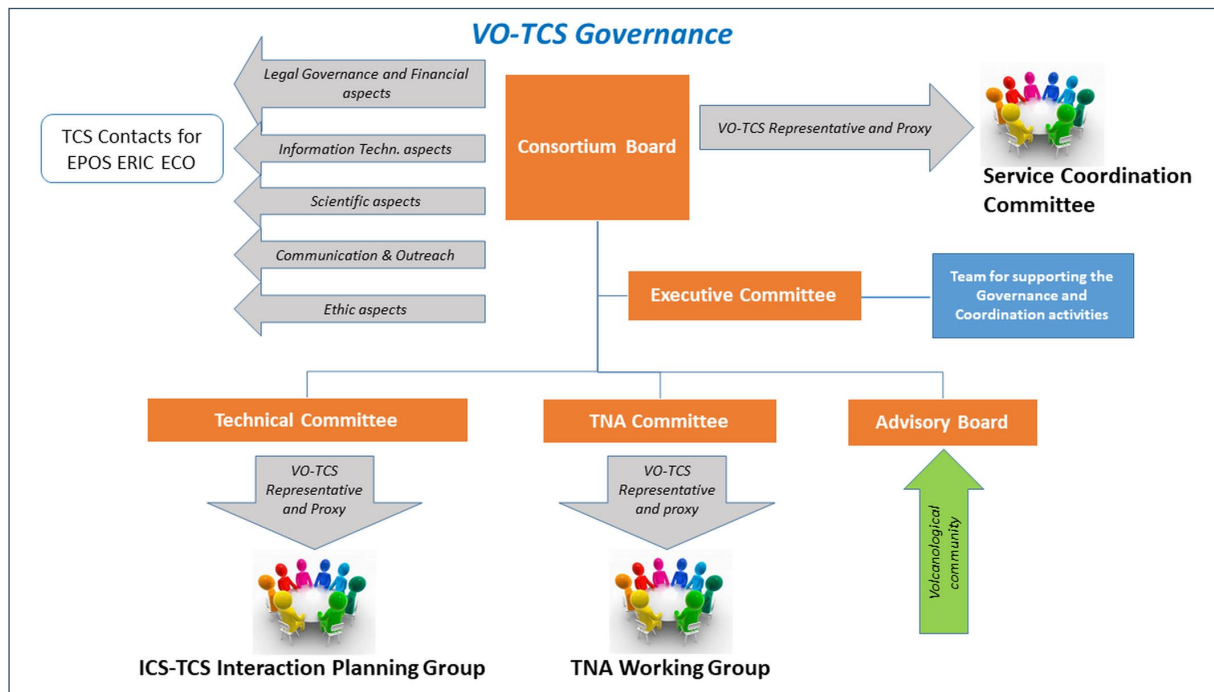 VO-TCS Governance
Legal Governance and Financial
aspects
TCS Contacts for
EPOS ERIC ECO
Information Techn. aspects
Scientific aspects
Communication & Outreach
Ethic aspects
Consortium Board
VO-TCS Representative and Proxy
Service Coordination
Committee
Executive Committee
Team for supporting the
Governance and
Coordination activities
Technical Committee
TNA Committee
Advisory Board
VO-TCS
Representative
and Proxy
VO-TCS
Representative
and proxy
Volcanological
community
ICS-TCS Interaction Planning Group
TNA Working Group